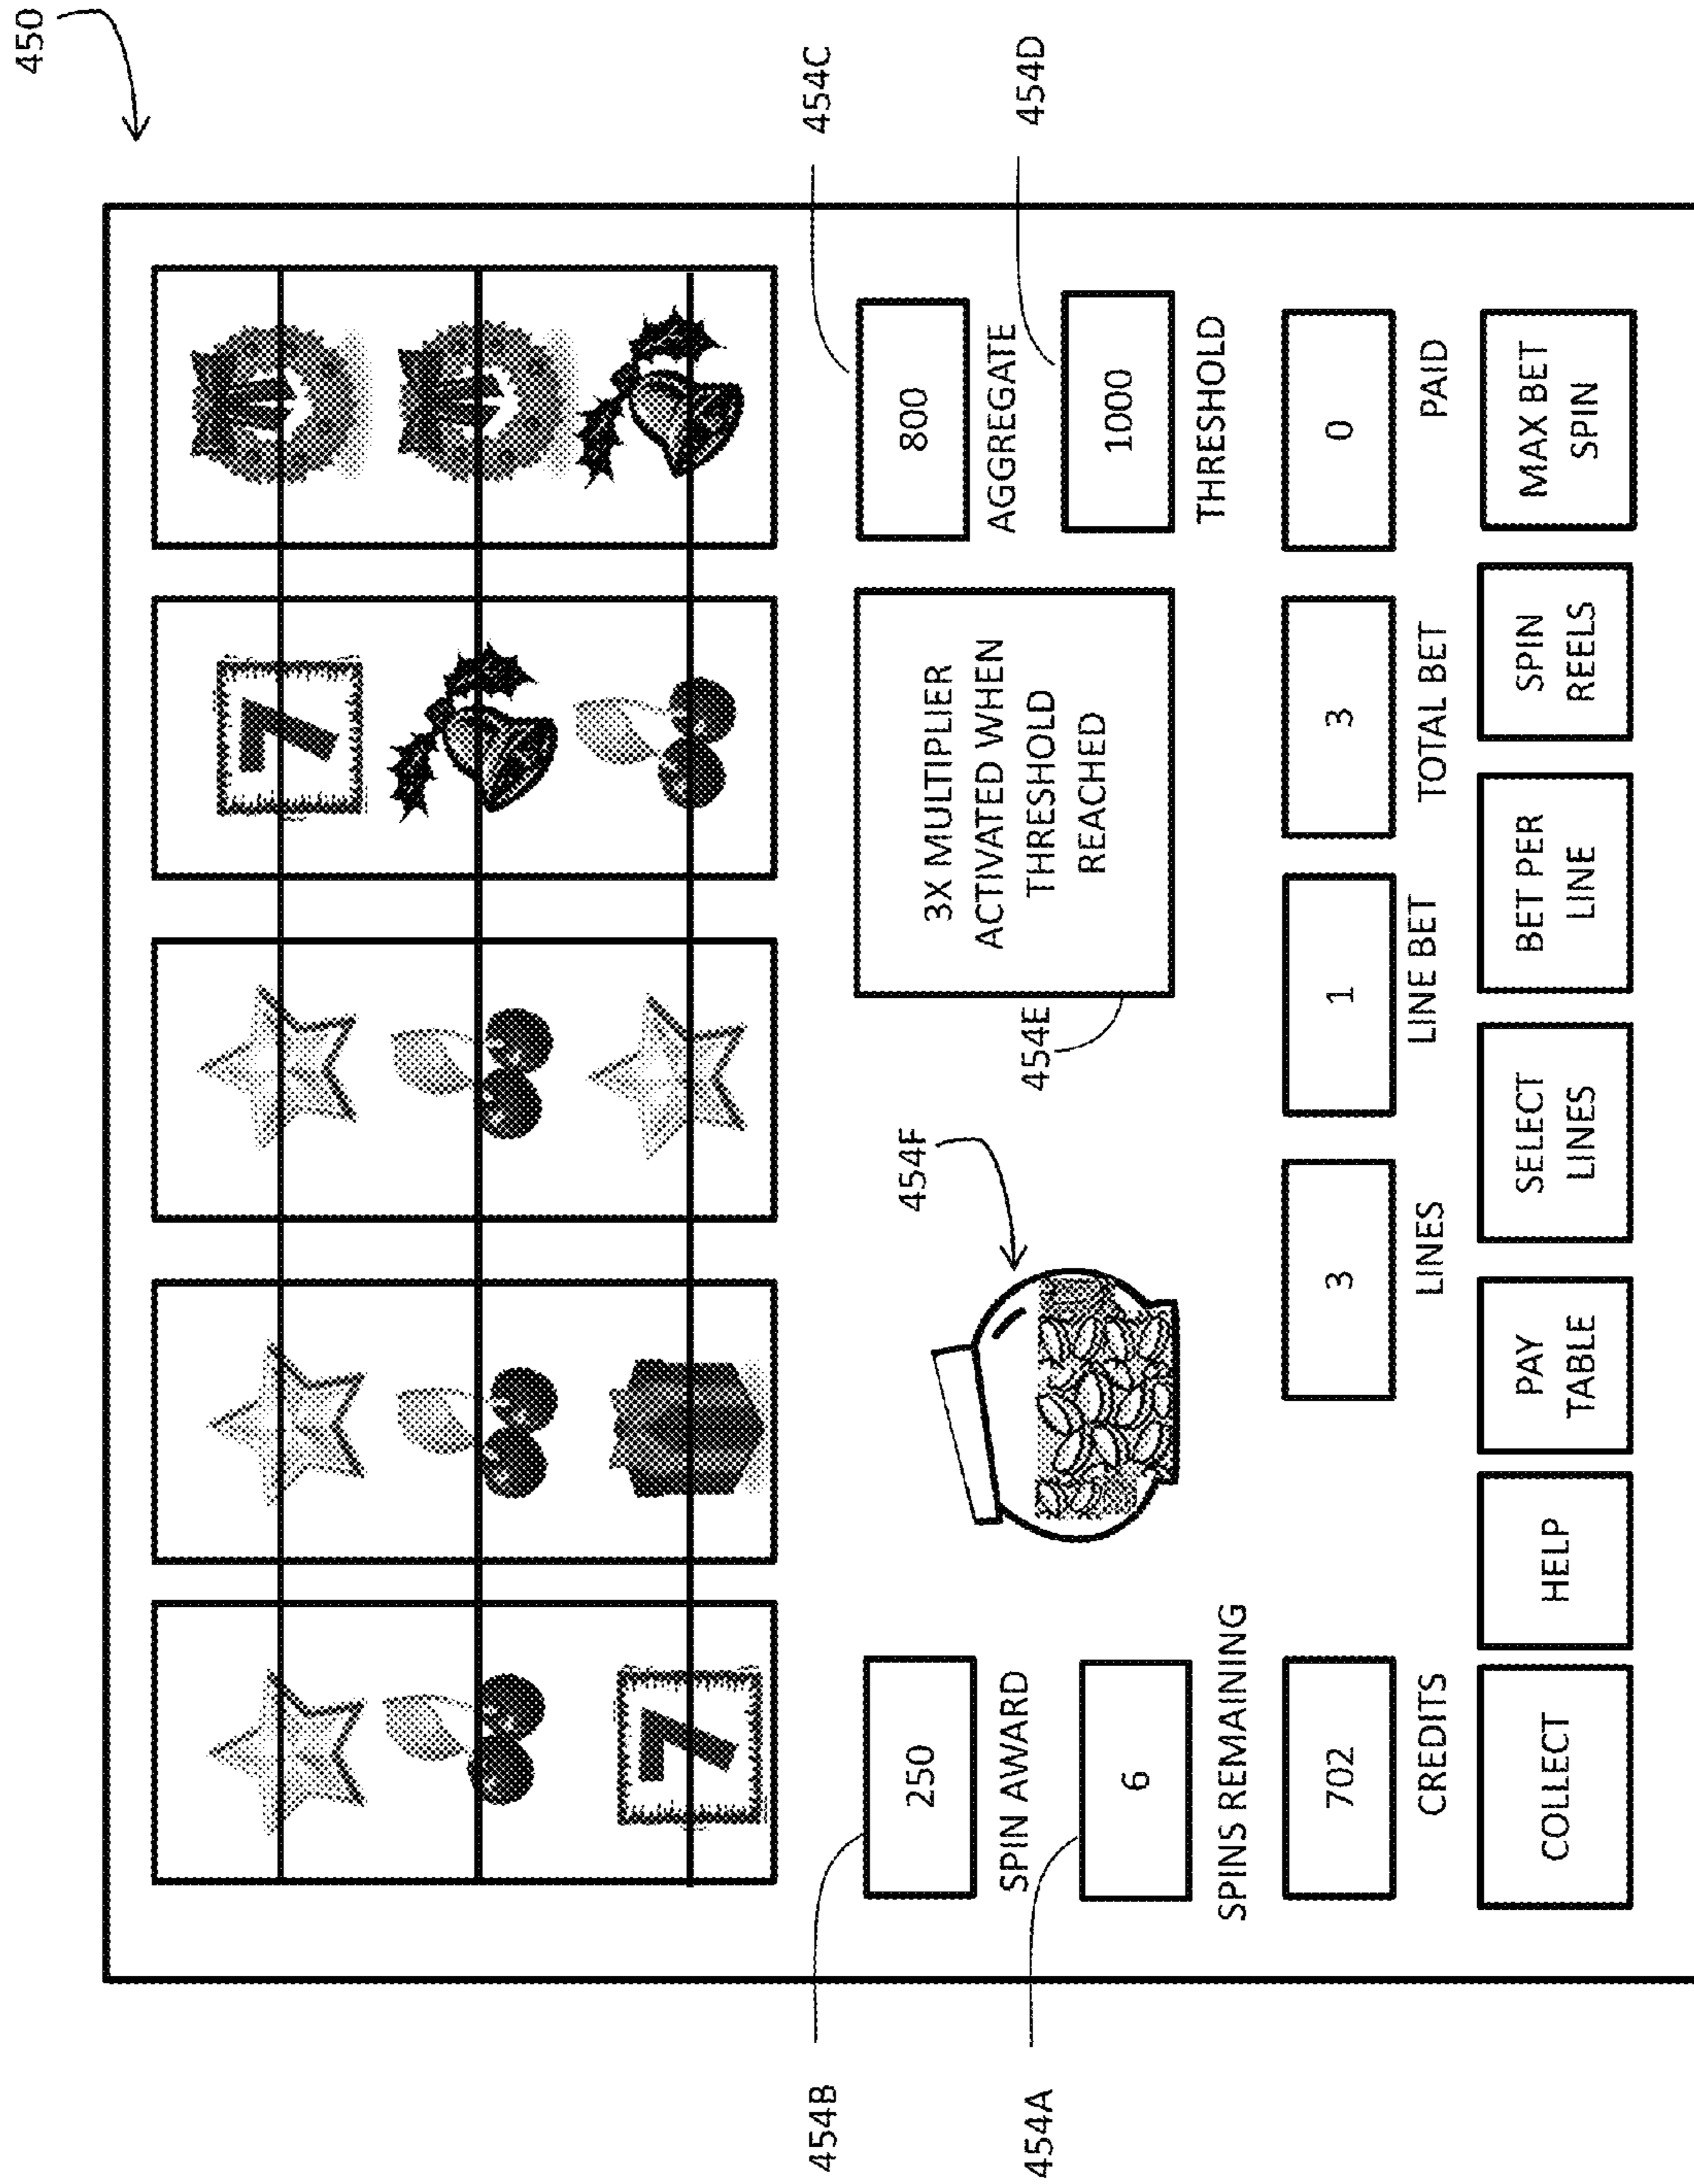 450
7
7
454C
454D
454B
454A
250
SPIN AWARD
6
SPINS REMAINING
454F
454E
3X MULTIPLIER
ACTIVATED WHEN
THRESHOLD
REACHED
800
AGGREGATE
1000
THRESHOLD
702
CREDITS
3
LINES
1
LINE BET
3
TOTAL BET
0
PAID
COLLECT
HELP
PAY
TABLE
SELECT
LINES
BET PER
LINE
SPIN
REELS
MAX BET
SPIN